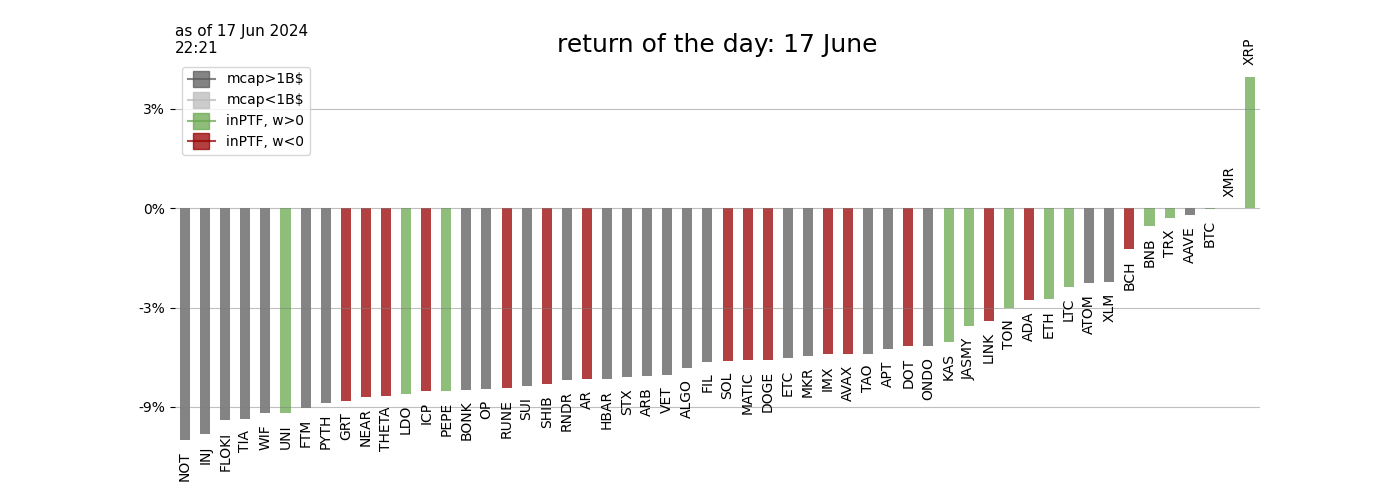 as of 17 Jun 2024
22:21
return of the day: 17 June
mcap>1B$
mcap<1B$
inPTF, w>0
inPTF, w<0
3%
0%
-3%
-9%
NOT
INJ
FLOKI
TIA
WIF
UNI
FTM
PYTH
GRT
NEAR
THETA
LDO
ICP
PEPE
BONK
OP
RUNE
SUI
SHIB
RNDR
AR
HBAR
STX
ARB
VET
ALGO
FIL
SOL
MATIC
DOGE
ETC
MKR
IMX
AVAX
TAO
APT
DOT
ONDO
KAS
JASMY
LINK
TON
ADA
ETH
LTC
ATOM
XLM
BCH
BNB
TRX
AAVE
BTC
XMR
XRP